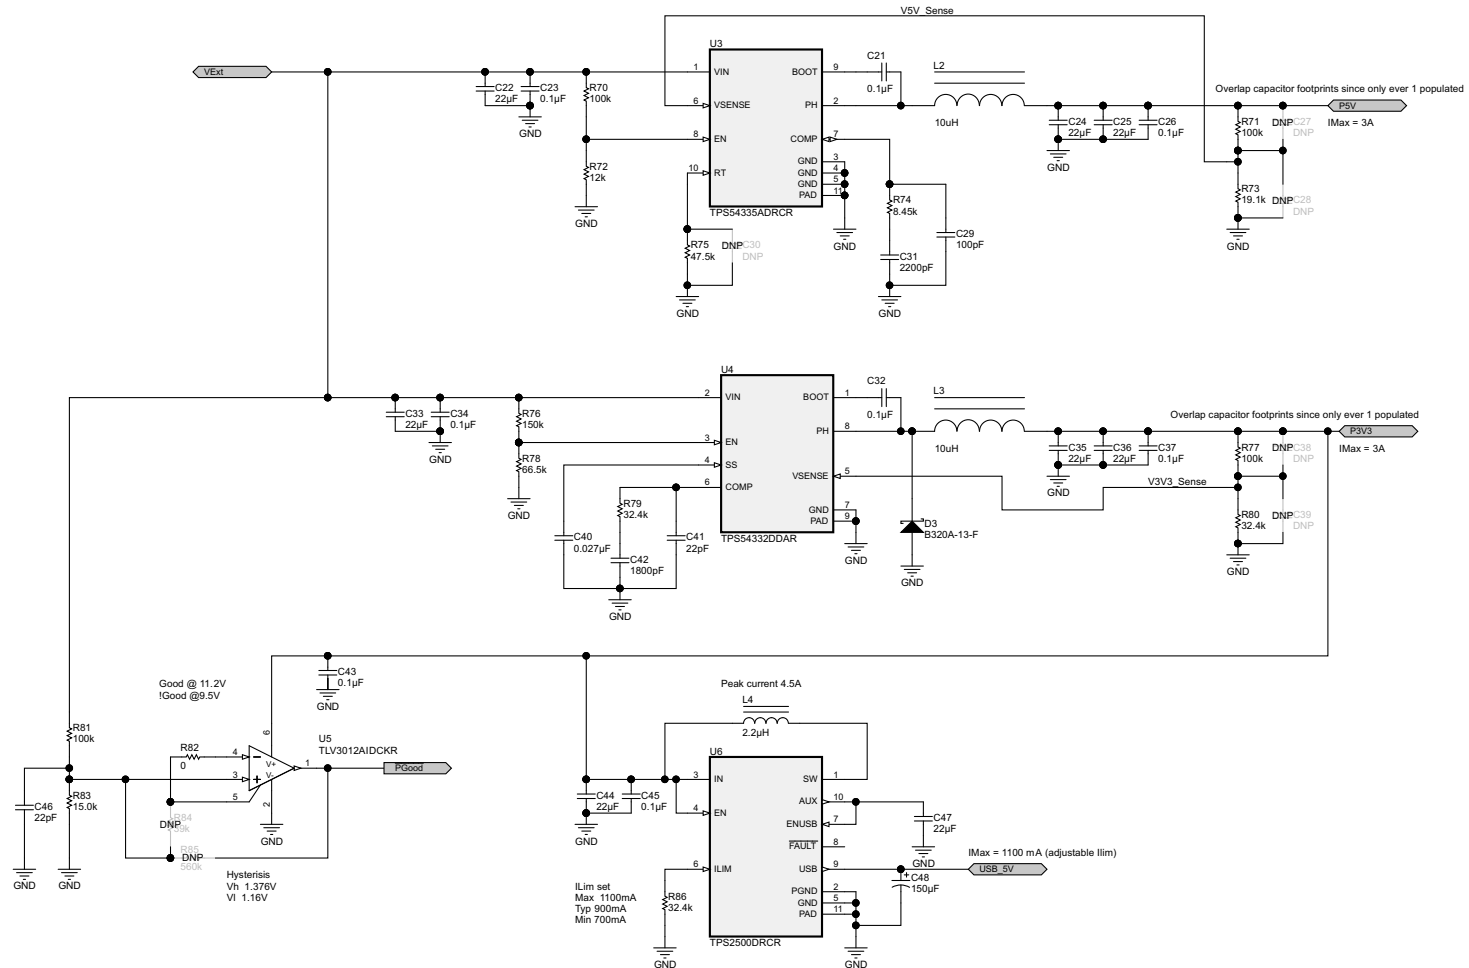 V5V_Sense
U3
VExt
1 VIN
BOOT 9
C21
0.1µF
L2
10uH
C22
22µF
C23
0.1µF
GND
R70
100k
6 VSENSE
PH 2
8 EN
COMP 7
R72
12k
GND
10 RT
GND 3
GND 4
GND 5
PAD 11
TPS54335ADRCR
GND
R75
47.5k
DNP C30
DNP
GND
R74
8.45k
C29
100pF
C31
2200pF
GND
C24
22µF
C25
22µF
C26
0.1µF
GND
Overlap capacitor footprints since only ever 1 populated
P5V
IMax = 3A
R71
100k
DNP C27
DNP
R73
19.1k
DNP C28
DNP
GND
U4
2 VIN
BOOT 1
C32
0.1µF
L3
10uH
C33
22µF
C34
0.1µF
GND
R76
150k
3 EN
PH 8
R78
66.5k
GND
4 SS
VSENSE 5
6 COMP
GND 7
PAD 9
TPS54332DDAR
GND
R79
32.4k
C40
0.027µF
C41
22pF
C42
1800pF
GND
D3
B320A-13-F
GND
C35
22µF
C36
22µF
C37
0.1µF
GND
Overlap capacitor footprints since only ever 1 populated
P3V3
IMax = 3A
R77
100k
DNP C38
DNP
V3V3_Sense
R80
32.4k
DNP C39
DNP
GND
Good @ 11.2V
!Good @9.5V
C43
0.1µF
GND
R81
100k
R82
0
U5
TLV3012AIDCKR
6
4
V+
V-
3
1
5
2
GND
PGood
C46
22pF
GND
R83
15.0k
GND
DNP R84
39k
R85 DNP
560k
Hysterisis
Vh 1.376V
Vl 1.16V
Peak current 4.5A
L4
2.2µH
U6
3 IN
SW 1
4 EN
AUX 10
ENUSB 7
FAULT 8
6 ILIM
USB 9
PGND 2
GND 5
PAD 11
TPS2500DRCR
GND
C44
22µF
C45
0.1µF
GND
ILim set
Max 1100mA
Typ 900mA
Min 700mA
R86
32.4k
GND
C47
22µF
GND
IMax = 1100 mA (adjustable Ilim)
USB_5V
+
C48
150µF